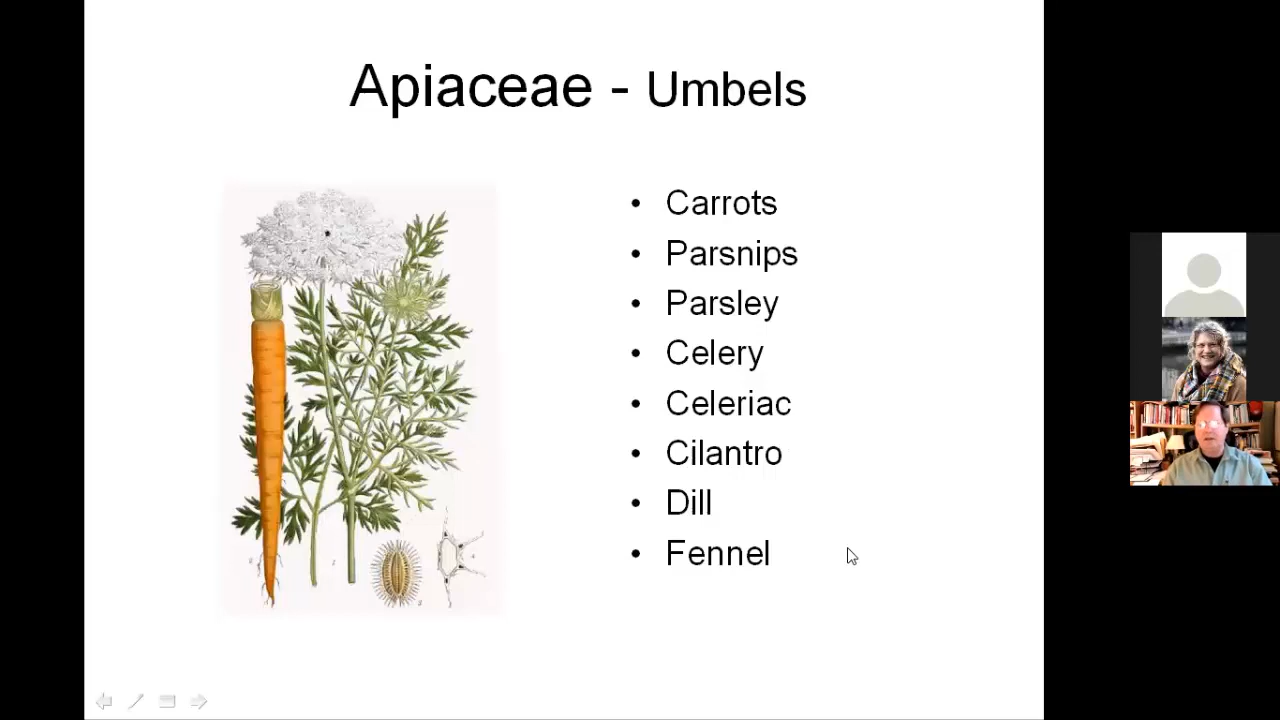 Apiaceae - Umbels
• Carrots
• Parsnips
• Parsley
• Celery
• Celeriac
• Cilantro
• Dill
• Fennel